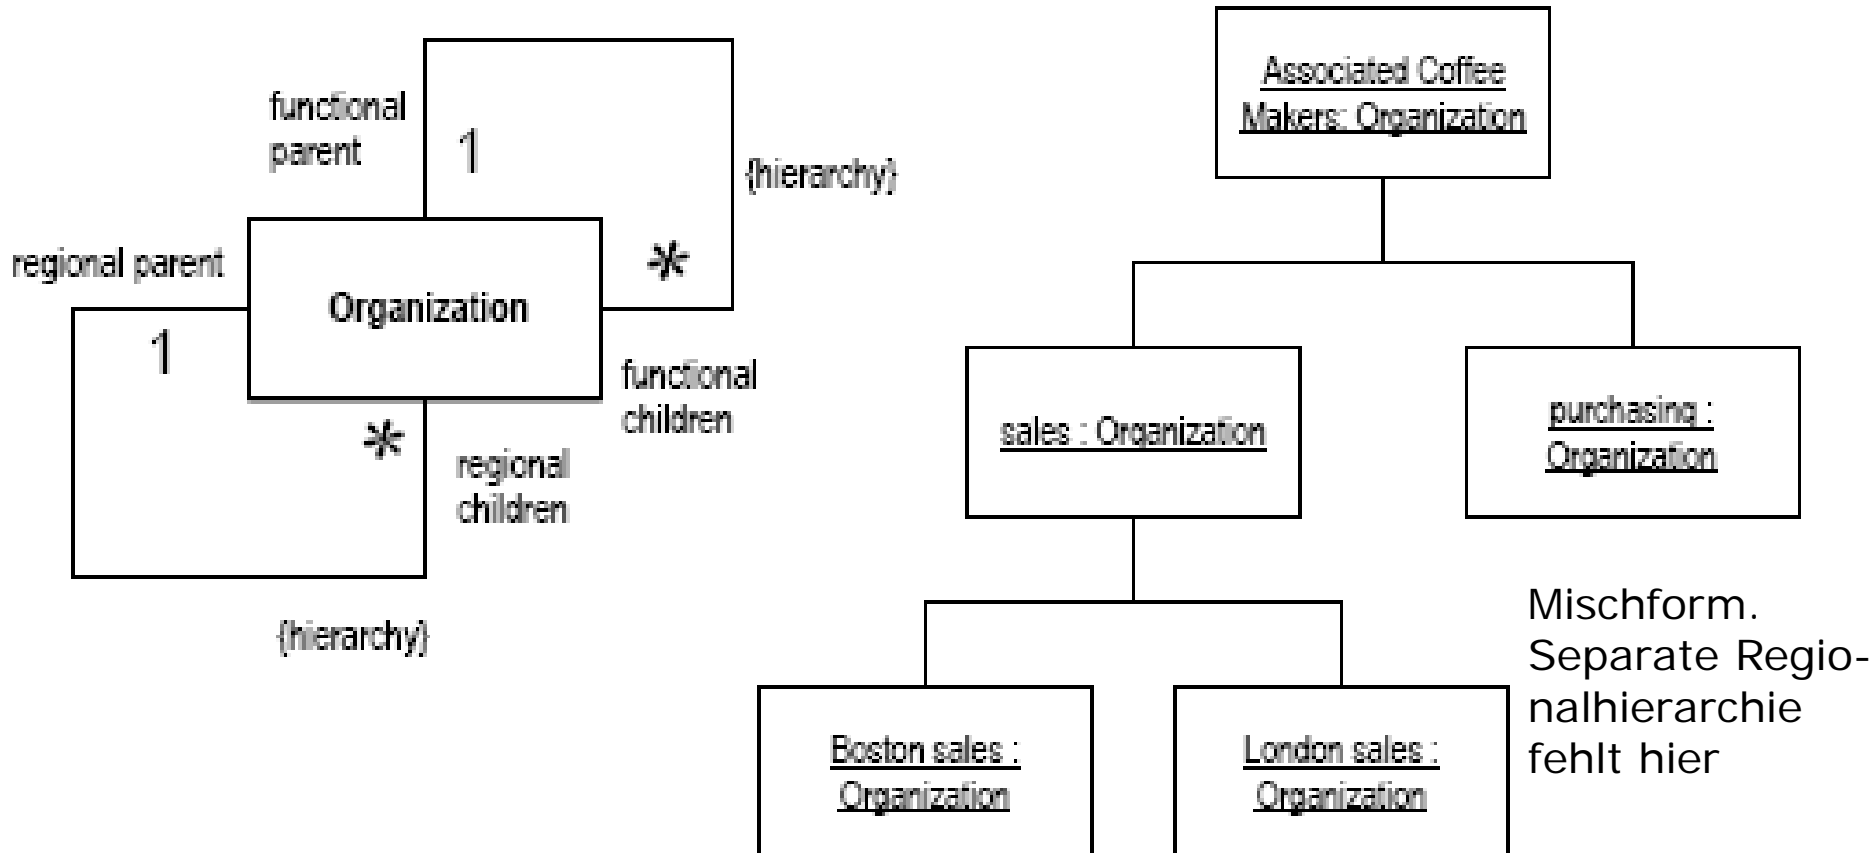 functional
parent
1
{hierarchy}
*
regional parent
Organization
1
functional
children
*
regional
children
{hierarchy}
Associated Coffee
Makers: Organization
sales : Organization
purchasing :
Organization
Boston sales :
Organization
London sales :
Organization
Mischform.
Separate Regio-
nalhierarchie
fehlt hier